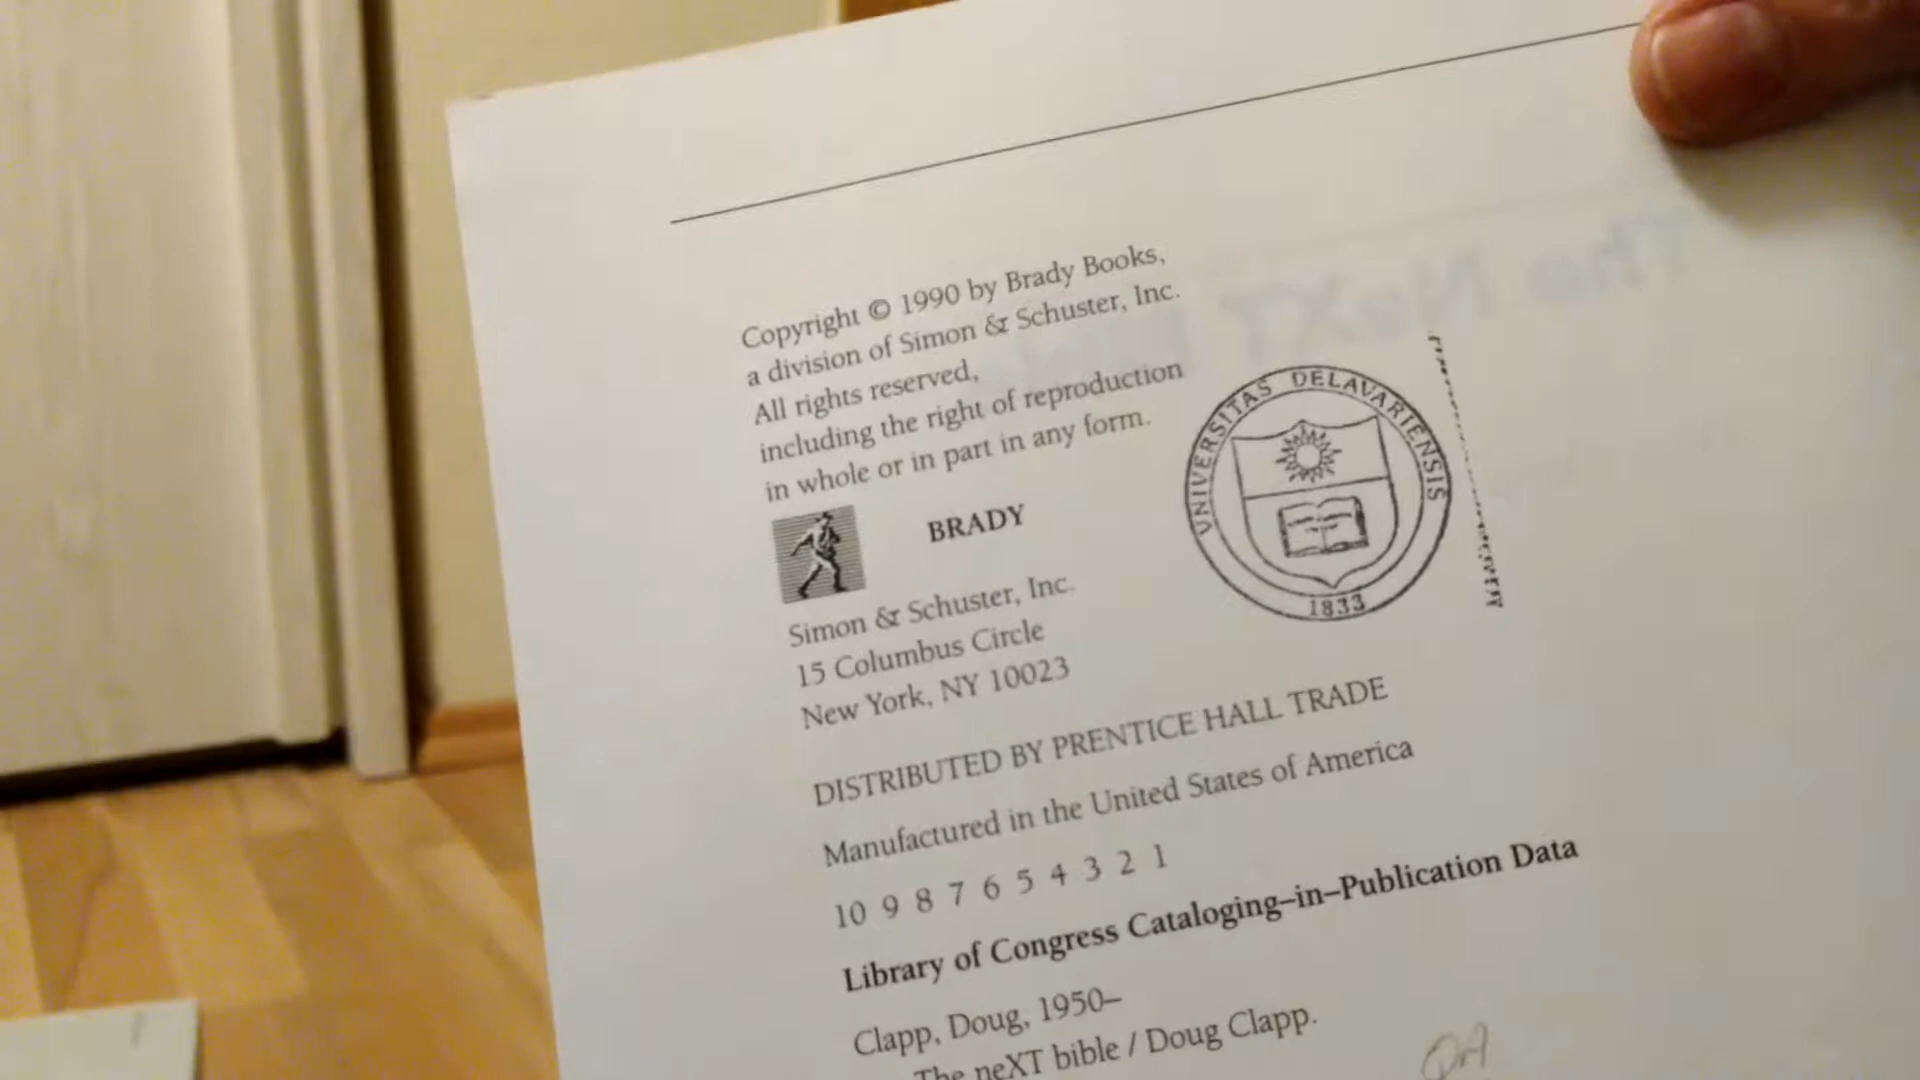 Copyright © 1990 by Brady Books,
a division of Simon & Schuster, Inc.
All rights reserved,
including the right of reproduction
in whole or in part in any form.
UNIVERSITAS DELAVARIENSIS
1833
BRADY
Simon & Schuster, Inc.
15 Columbus Circle
New York, NY 10023
DISTRIBUTED BY PRENTICE HALL TRADE
Manufactured in the United States of America
10 9 8 7 6 5 4 3 2 1
Library of Congress Cataloging–in–Publication Data
Clapp, Doug, 1950–
The neXT bible / Doug Clapp.
QA